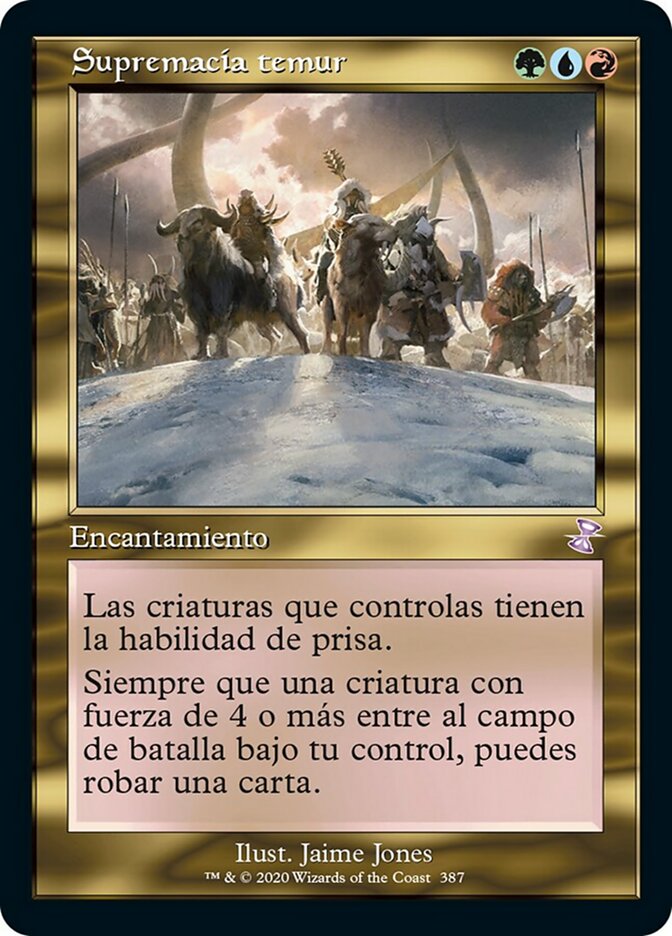 Supremacía temur
Encantamiento
Las criaturas que controlas tienen
la habilidad de prisa.
Siempre que una criatura con
fuerza de 4 o más entre al campo
de batalla bajo tu control, puedes
robar una carta.
Ilust. Jaime Jones
™ & © 2020 Wizards of the Coast 387